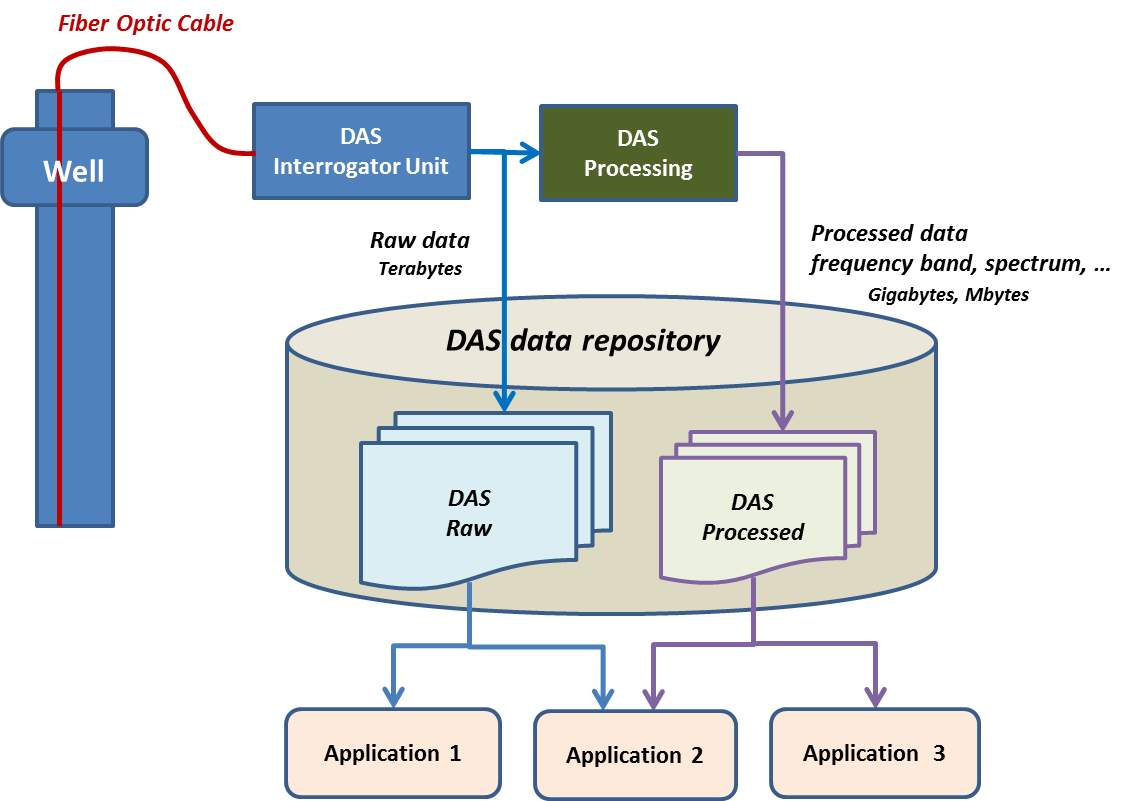 Fiber Optic Cable
Well
DAS
Interrogator Unit
DAS
Processing
Raw data
Terabytes
Processed data
frequency band, spectrum, ...
Gigabytes, Mbytes
DAS data repository
DAS
Raw
DAS
Processed
Application 1
Application 2
Application 3